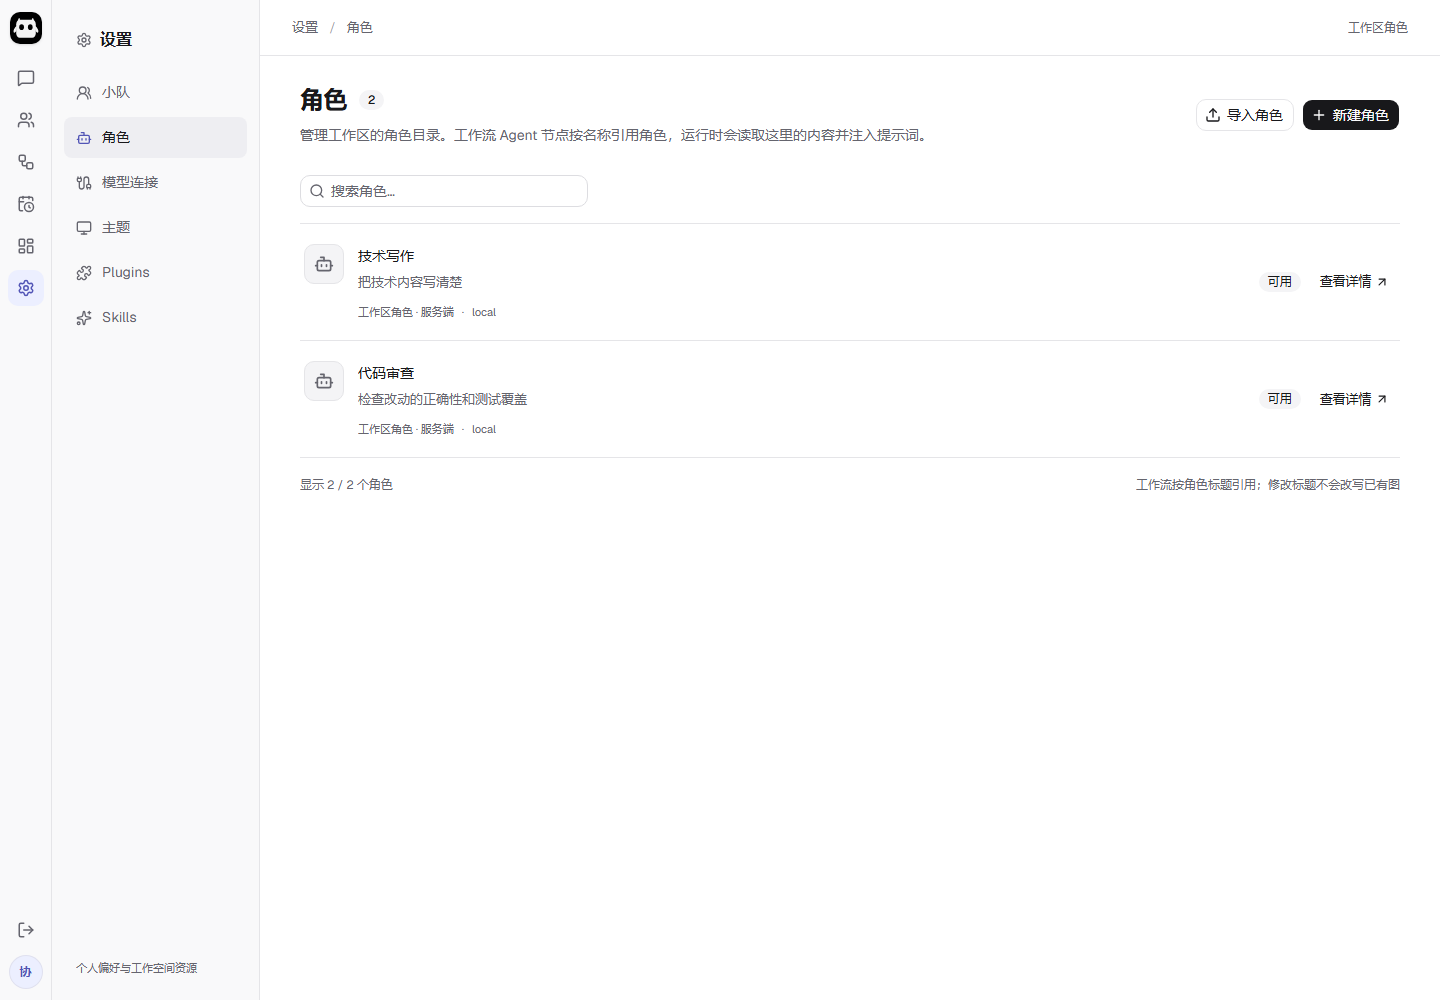 设置
小队
角色
模型连接
主题
Plugins
Skills
个人偏好与工作空间资源
协
设置 / 角色
工作区角色
角色 2
管理工作区的角色目录。工作流 Agent 节点按名称引用角色，运行时会读取这里的内容并注入提示词。
导入角色
新建角色
搜索角色...
技术写作
把技术内容写清楚
工作区角色 · 服务端 · local
可用
查看详情
代码审查
检查改动的正确性和测试覆盖
工作区角色 · 服务端 · local
可用
查看详情
显示 2 / 2 个角色
工作流按角色标题引用；修改标题不会改写已有图